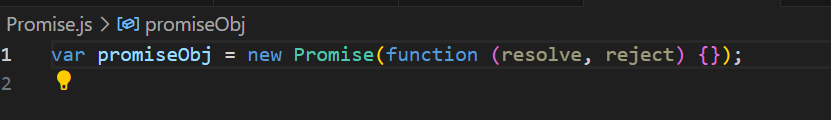 Promise.js > promiseObj
1 var promiseObj = new Promise(function (resolve, reject) {});
2